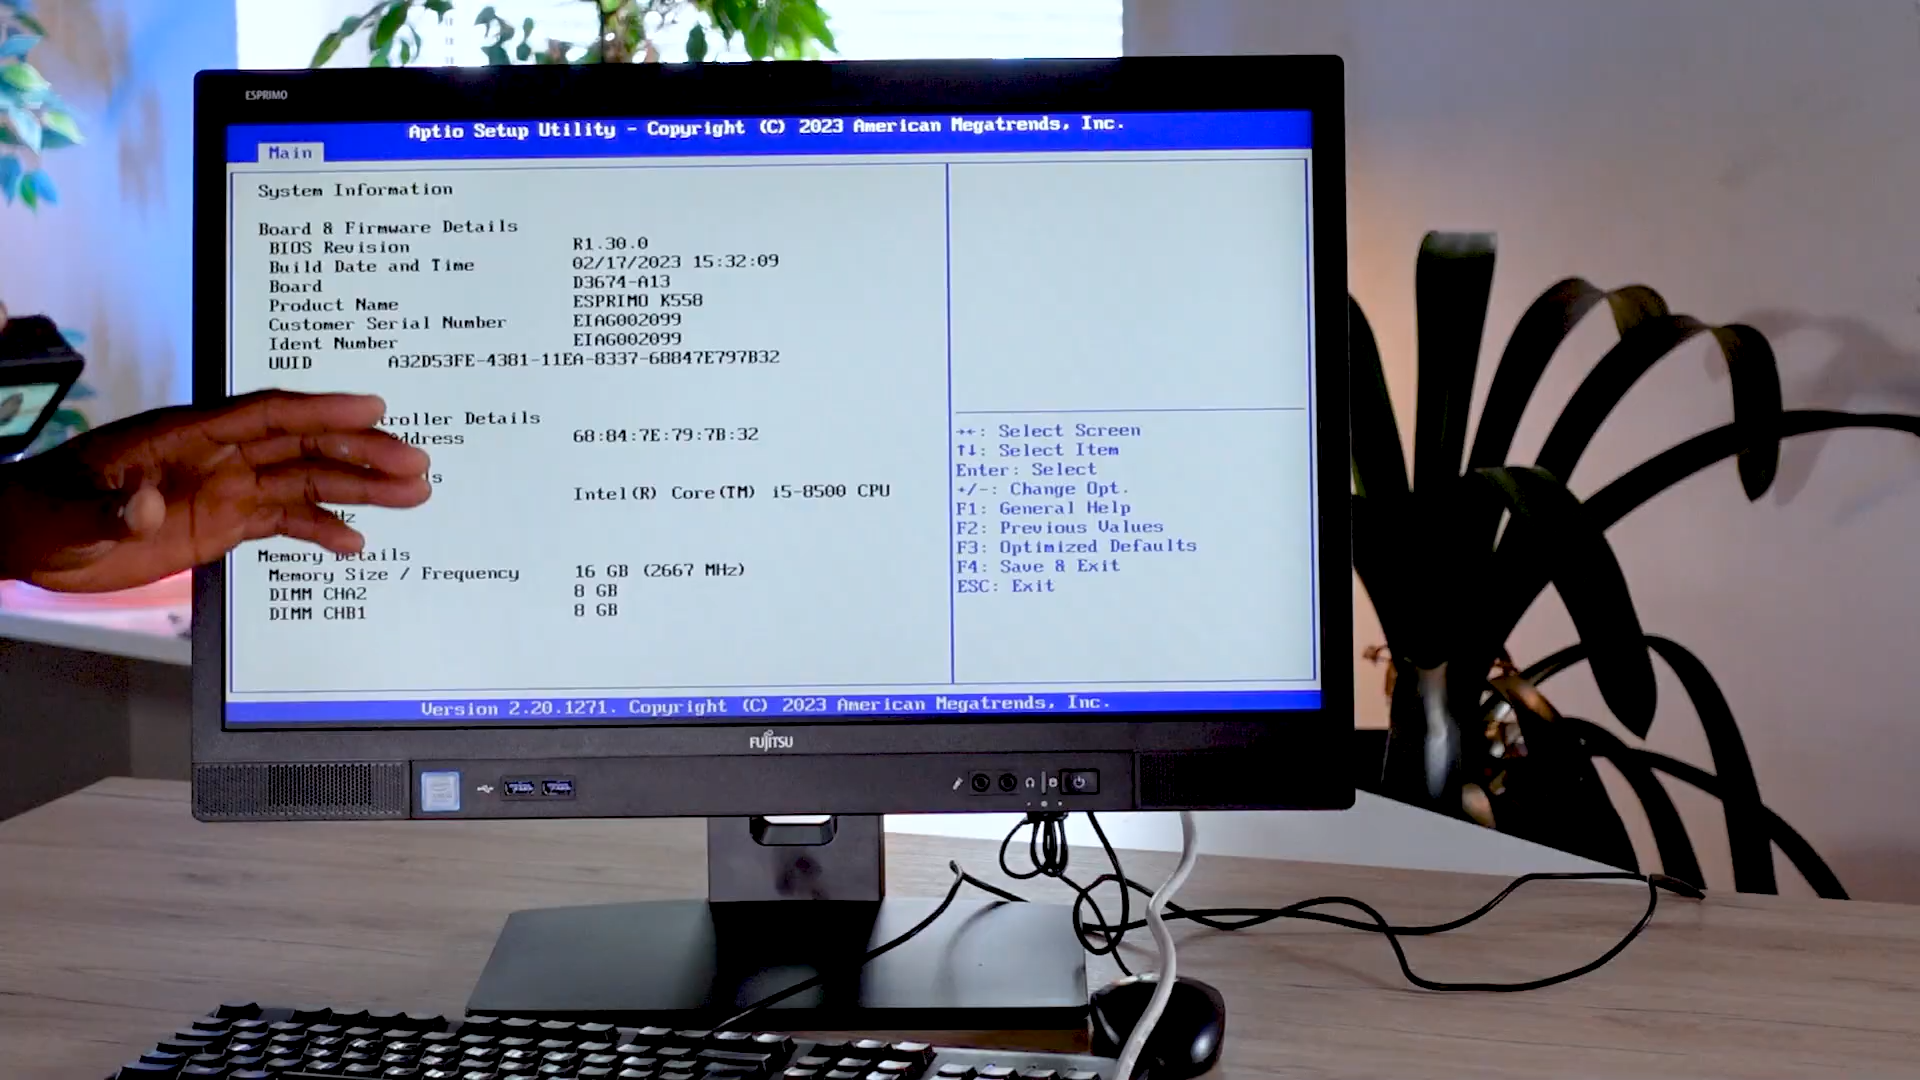 ESPRIMO
Aptio Setup Utility - Copyright (C) 2023 American Megatrends, Inc.
Main
System Information
Board & Firmware Details
BIOS Revision R1.30.0
Build Date and Time 02/17/2023 15:32:09
Board D3674-A13
Product Name ESPRIMO K558
Customer Serial Number EIAG002099
Ident Number EIAG002099
UUID A32D53FE-4381-11EA-8337-68847E797B32
troller Details
ddress 68:84:7E:79:7B:32
ls
Intel(R) Core(TM) i5-8500 CPU
Hz
Memory Details
Memory Size / Frequency 16 GB (2667 MHz)
DIMM CHA2 8 GB
DIMM CHB1 8 GB
→←: Select Screen
↑↓: Select Item
Enter: Select
+/-: Change Opt.
F1: General Help
F2: Previous Values
F3: Optimized Defaults
F4: Save & Exit
ESC: Exit
Version 2.20.1271. Copyright (C) 2023 American Megatrends, Inc.
FUJITSU